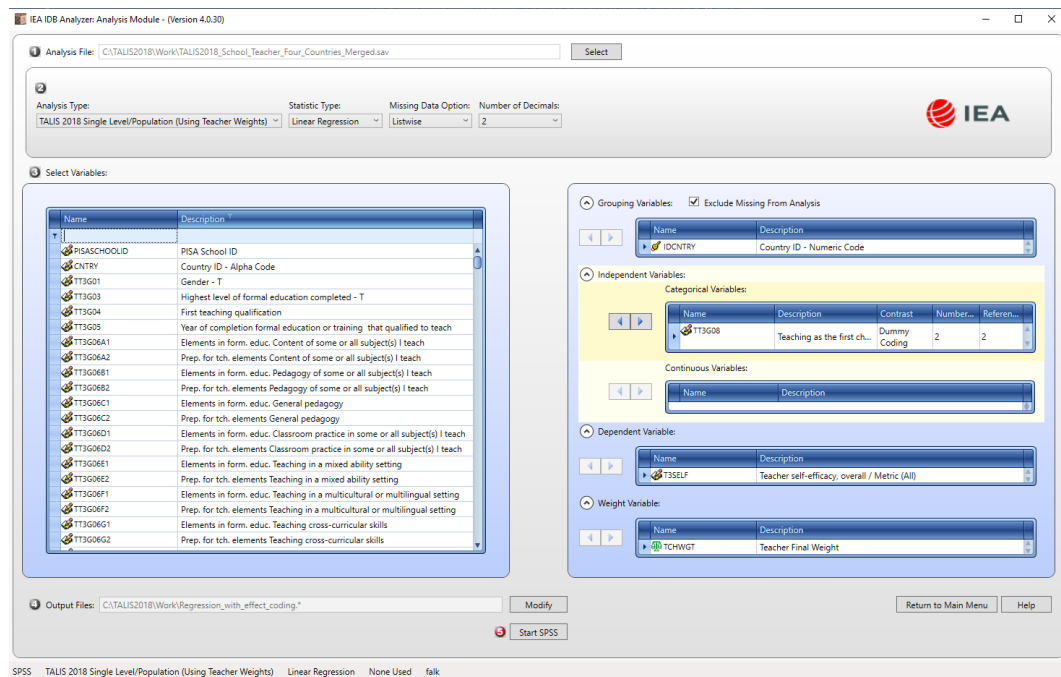 IEA IDB Analyzer: Analysis Module - (Version 4.0.30)
1 Analysis File: C:\TALIS2018\Work\TALIS2018_School_Teacher_Four_Countries_Merged.sav Select
2
Analysis Type: Statistic Type: Missing Data Option: Number of Decimals:
TALIS 2018 Single Level/Population (Using Teacher Weights) Linear Regression Listwise 2
IEA
3 Select Variables:
Name Description
PISASCHOOLID PISA School ID
CNTRY Country ID - Alpha Code
TT3G01 Gender - T
TT3G03 Highest level of formal education completed - T
TT3G04 First teaching qualification
TT3G05 Year of completion formal education or training that qualified to teach
TT3G06A1 Elements in form. educ. Content of some or all subject(s) I teach
TT3G06A2 Prep. for tch. elements Content of some or all subject(s) I teach
TT3G06B1 Elements in form. educ. Pedagogy of some or all subject(s) I teach
TT3G06B2 Prep. for tch. elements Pedagogy of some or all subject(s) I teach
TT3G06C1 Elements in form. educ. General pedagogy
TT3G06C2 Prep. for tch. elements General pedagogy
TT3G06D1 Elements in form. educ. Classroom practice in some or all subject(s) I teach
TT3G06D2 Prep. for tch. elements Classroom practice in some or all subject(s) I teach
TT3G06E1 Elements in form. educ. Teaching in a mixed ability setting
TT3G06E2 Prep. for tch. elements Teaching in a mixed ability setting
TT3G06F1 Elements in form. educ. Teaching in a multicultural or multilingual setting
TT3G06F2 Prep. for tch. elements Teaching in a multicultural or multilingual setting
TT3G06G1 Elements in form. educ. Teaching cross-curricular skills
TT3G06G2 Prep. for tch. elements Teaching cross-curricular skills
Grouping Variables: Exclude Missing From Analysis
Name Description
IDCNTRY Country ID - Numeric Code
Independent Variables:
Categorical Variables:
Name Description Contrast Number... Referen...
TT3G08 Teaching as the first ch... Dummy Coding 2 2
Continuous Variables:
Name Description
Dependent Variable:
Name Description
T3SELF Teacher self-efficacy, overall / Metric (All)
Weight Variable:
Name Description
TCHWGT Teacher Final Weight
4 Output Files: C:\TALIS2018\Work\Regression_with_effect_coding.* Modify
Return to Main Menu Help
5 Start SPSS
SPSS TALIS 2018 Single Level/Population (Using Teacher Weights) Linear Regression None Used falk